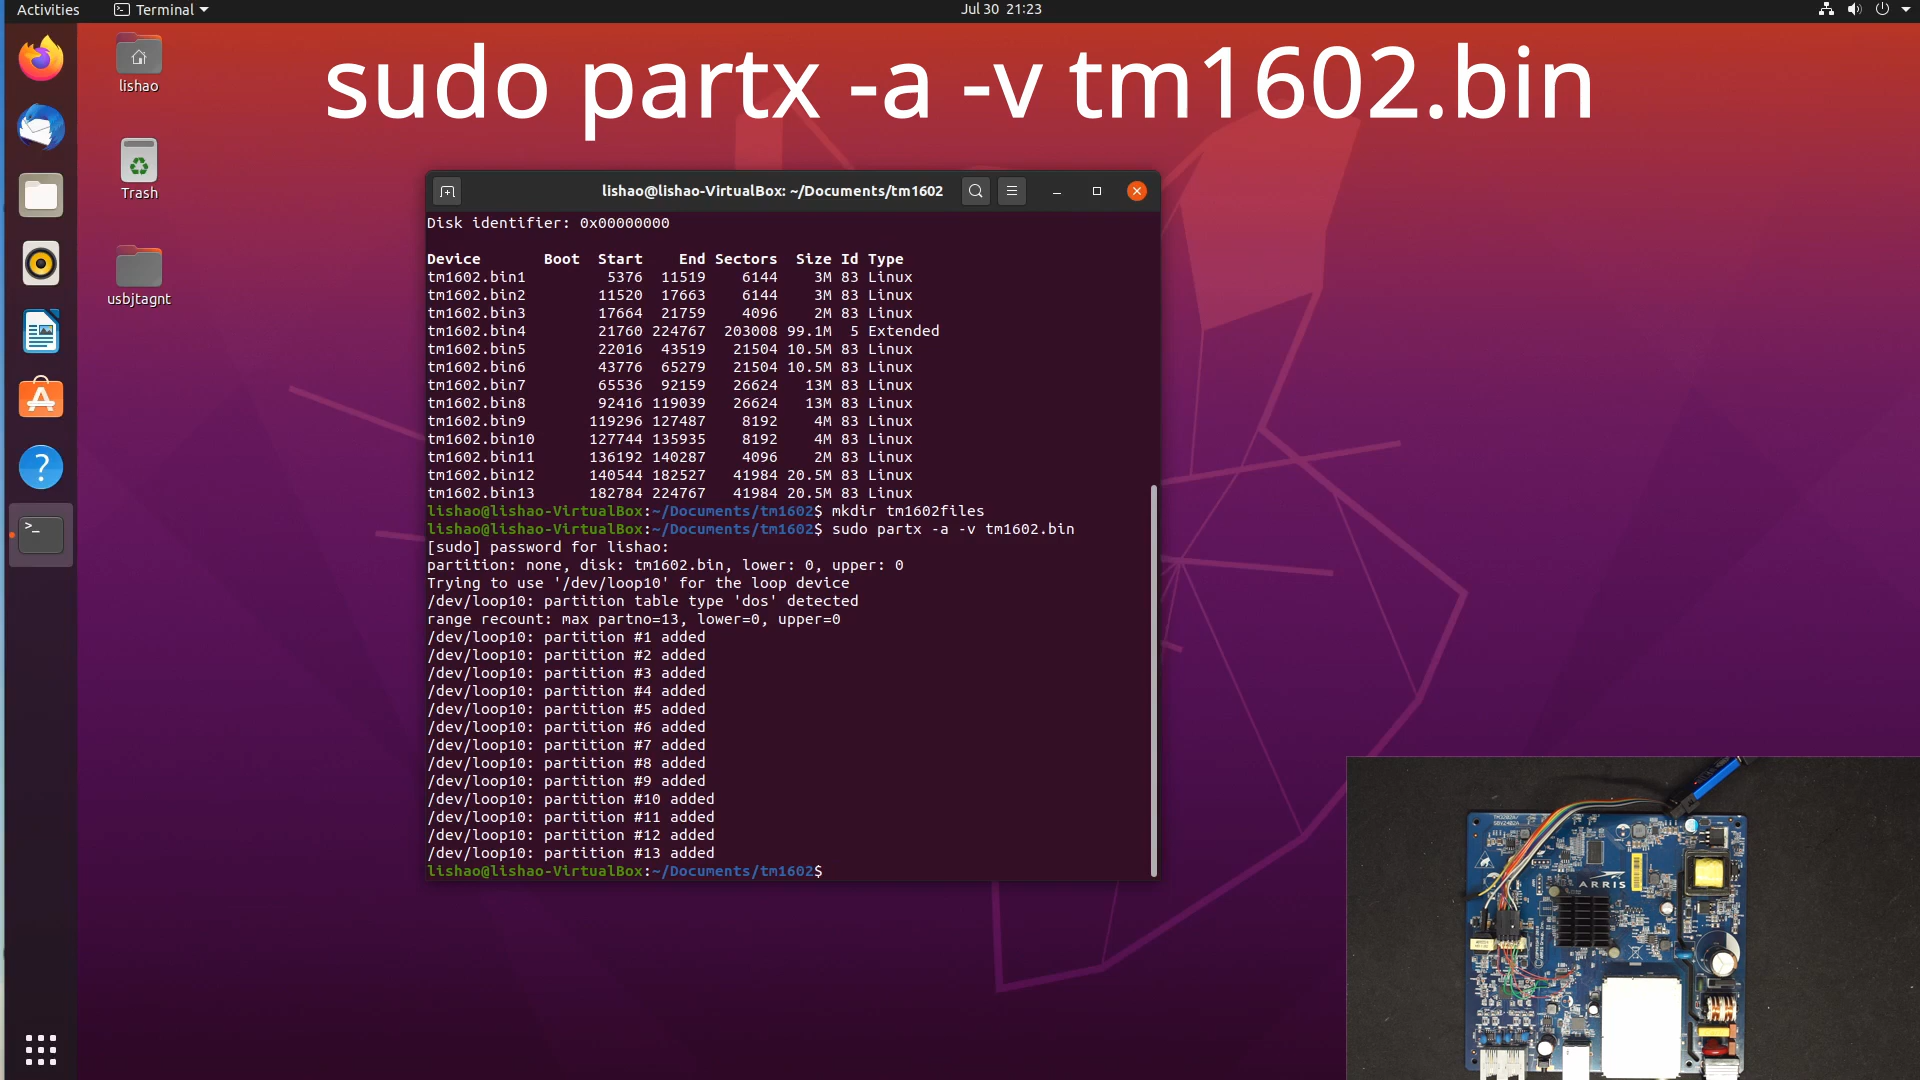 Activities Terminal Jul 30 21:23
sudo partx -a -v tm1602.bin
lishao
Trash
usbjtagnt
lishao@lishao-VirtualBox: ~/Documents/tm1602
Disk identifier: 0x00000000
Device Boot Start End Sectors Size Id Type
tm1602.bin1 5376 11519 6144 3M 83 Linux
tm1602.bin2 11520 17663 6144 3M 83 Linux
tm1602.bin3 17664 21759 4096 2M 83 Linux
tm1602.bin4 21760 224767 203008 99.1M 5 Extended
tm1602.bin5 22016 43519 21504 10.5M 83 Linux
tm1602.bin6 43776 65279 21504 10.5M 83 Linux
tm1602.bin7 65536 92159 26624 13M 83 Linux
tm1602.bin8 92416 119039 26624 13M 83 Linux
tm1602.bin9 119296 127487 8192 4M 83 Linux
tm1602.bin10 127744 135935 8192 4M 83 Linux
tm1602.bin11 136192 140287 4096 2M 83 Linux
tm1602.bin12 140544 182527 41984 20.5M 83 Linux
tm1602.bin13 182784 224767 41984 20.5M 83 Linux
lishao@lishao-VirtualBox:~/Documents/tm1602$ mkdir tm1602files
lishao@lishao-VirtualBox:~/Documents/tm1602$ sudo partx -a -v tm1602.bin
[sudo] password for lishao:
partition: none, disk: tm1602.bin, lower: 0, upper: 0
Trying to use '/dev/loop10' for the loop device
/dev/loop10: partition table type 'dos' detected
range recount: max partno=13, lower=0, upper=0
/dev/loop10: partition #1 added
/dev/loop10: partition #2 added
/dev/loop10: partition #3 added
/dev/loop10: partition #4 added
/dev/loop10: partition #5 added
/dev/loop10: partition #6 added
/dev/loop10: partition #7 added
/dev/loop10: partition #8 added
/dev/loop10: partition #9 added
/dev/loop10: partition #10 added
/dev/loop10: partition #11 added
/dev/loop10: partition #12 added
/dev/loop10: partition #13 added
lishao@lishao-VirtualBox:~/Documents/tm1602$
ARRIS